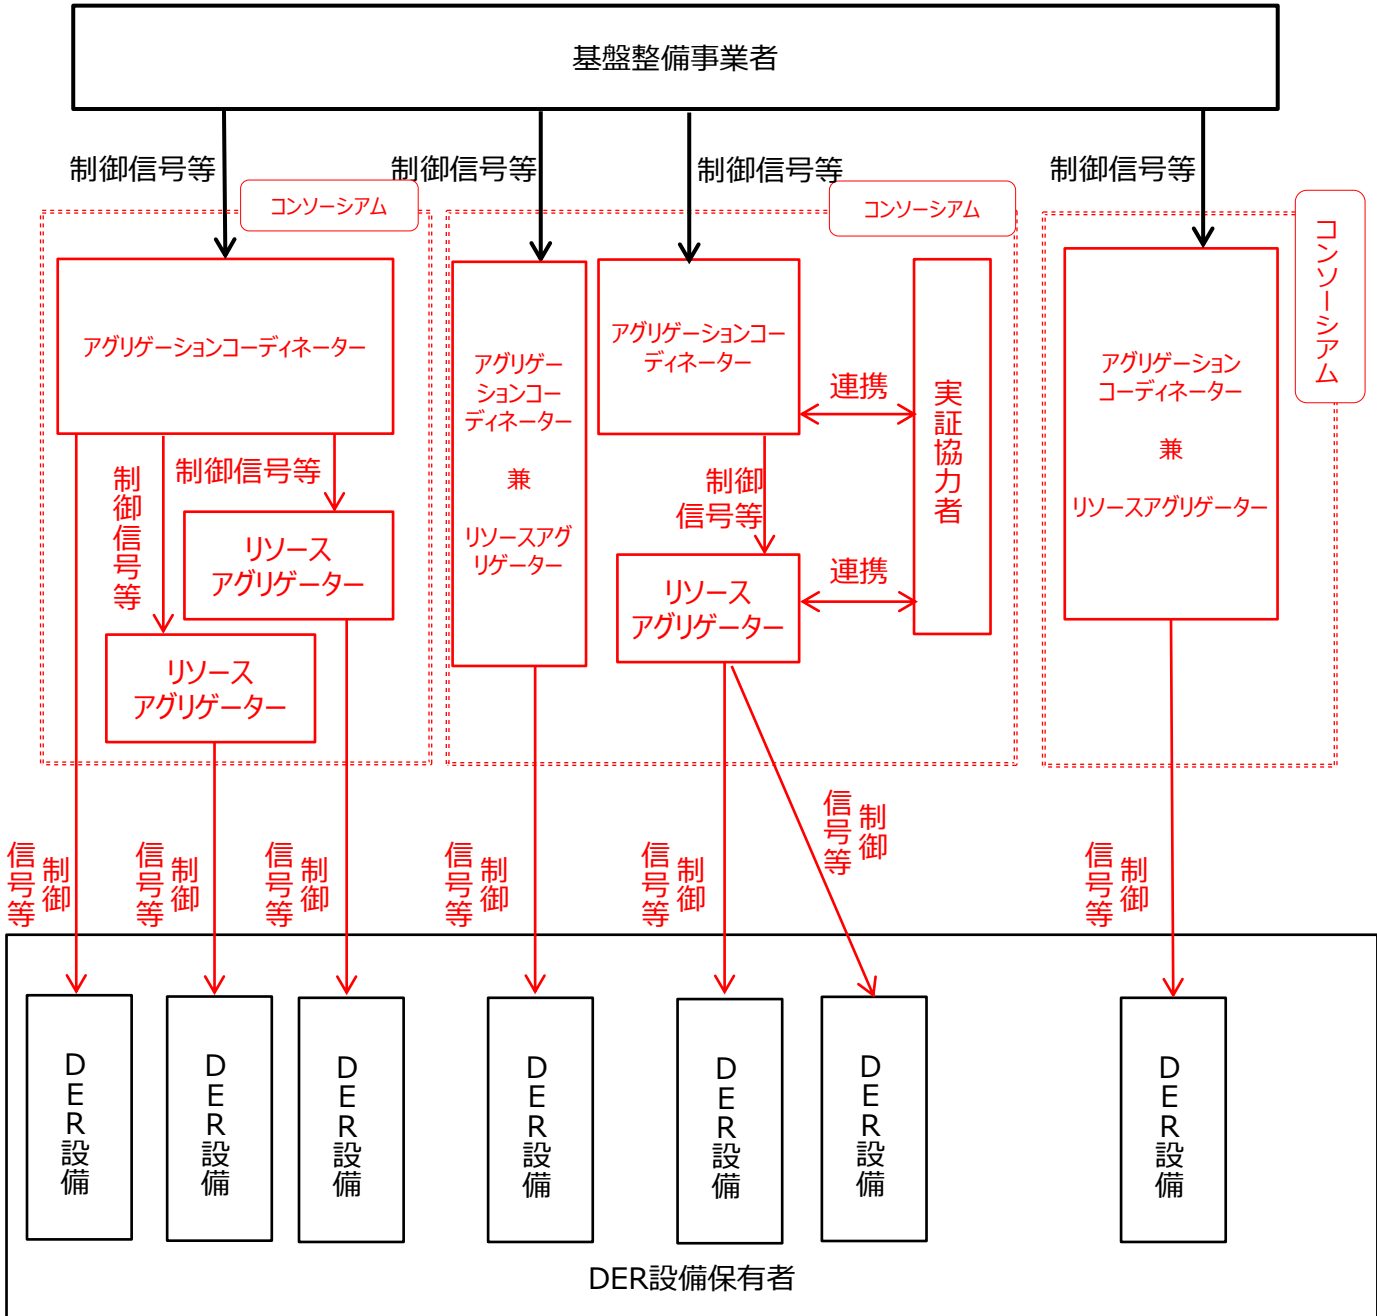 基盤整備事業者
制御信号等
制御信号等
制御信号等
制御信号等
コンソーシアム
コンソーシアム
コンソーシアム
アグリゲーションコーディネーター
アグリゲー
ションコー
ディネーター
兼
リソースアグ
リゲーター
アグリゲーションコー
ディネーター
連携
実証協力者
アグリゲーション
コーディネーター
兼
リソースアグリゲーター
制御信号等
制御信号等
リソース
アグリゲーター
リソース
アグリゲーター
制御
信号等
リソース
アグリゲーター
連携
制御
信号等
制御
信号等
制御
信号等
制御
信号等
制御
信号等
制御
信号等
制御
信号等
DER設備
DER設備
DER設備
DER設備
DER設備
DER設備
DER設備
DER設備保有者